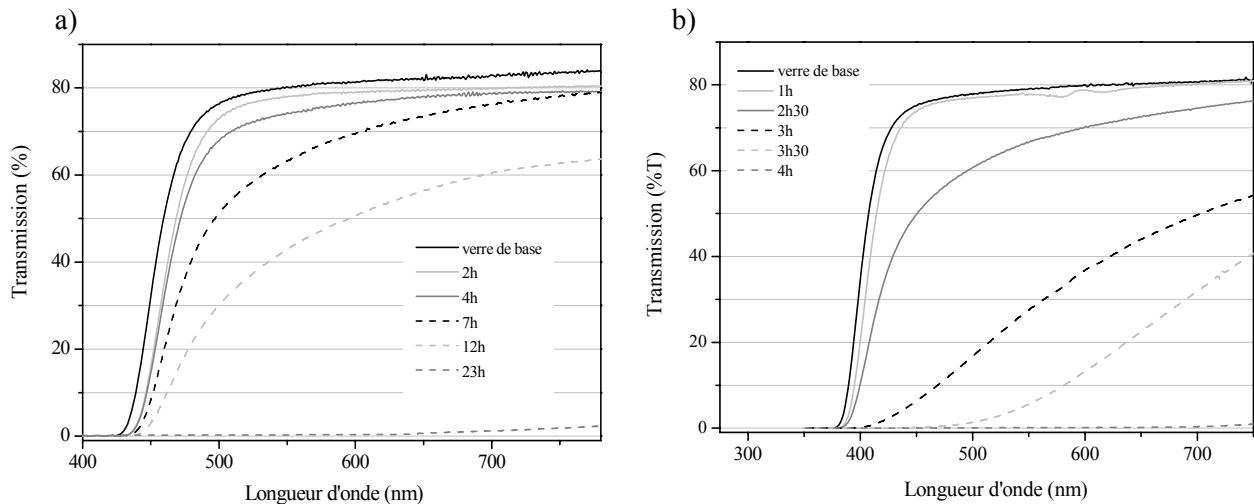 a)
Transmission (%)
80
60
40
20
0
400
500
600
700
Longueur d'onde (nm)
verre de base
2h
4h
7h
12h
23h
b)
Transmission (%T)
80
60
40
20
0
300
400
500
600
700
Longueur d'onde (nm)
verre de base
1h
2h30
3h
3h30
4h